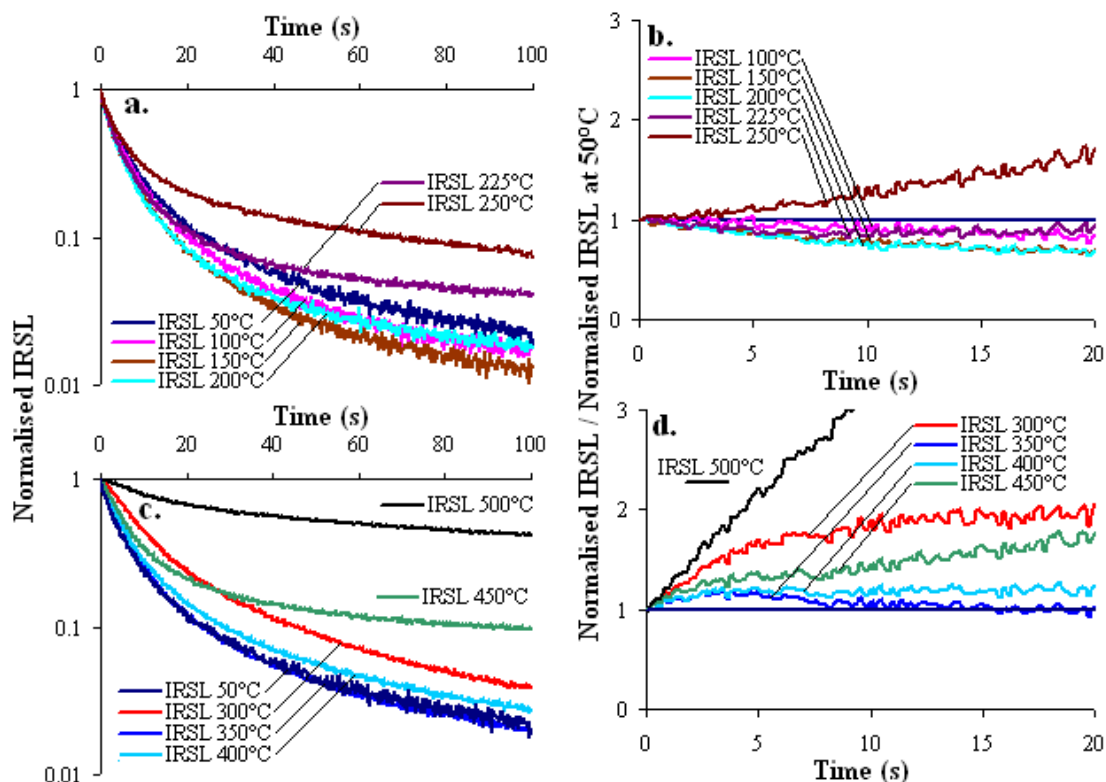 Time (s)
0 20 40 60 80 100
1
0.1
0.01
a.
IRSL 225°C
IRSL 250°C
IRSL 50°C
IRSL 100°C
IRSL 150°C
IRSL 200°C
Normalised IRSL
Time (s)
0 20 40 60 80 100
1
0.1
0.01
c.
IRSL 500°C
IRSL 450°C
IRSL 50°C
IRSL 300°C
IRSL 350°C
IRSL 400°C
Normalised IRSL / Normalised IRSL at 50°C
3
2
1
0
b.
IRSL 100°C
IRSL 150°C
IRSL 200°C
IRSL 225°C
IRSL 250°C
0 5 10 15 20
Time (s)
3
2
1
0
d.
IRSL 500°C
IRSL 300°C
IRSL 350°C
IRSL 400°C
IRSL 450°C
0 5 10 15 20
Time (s)